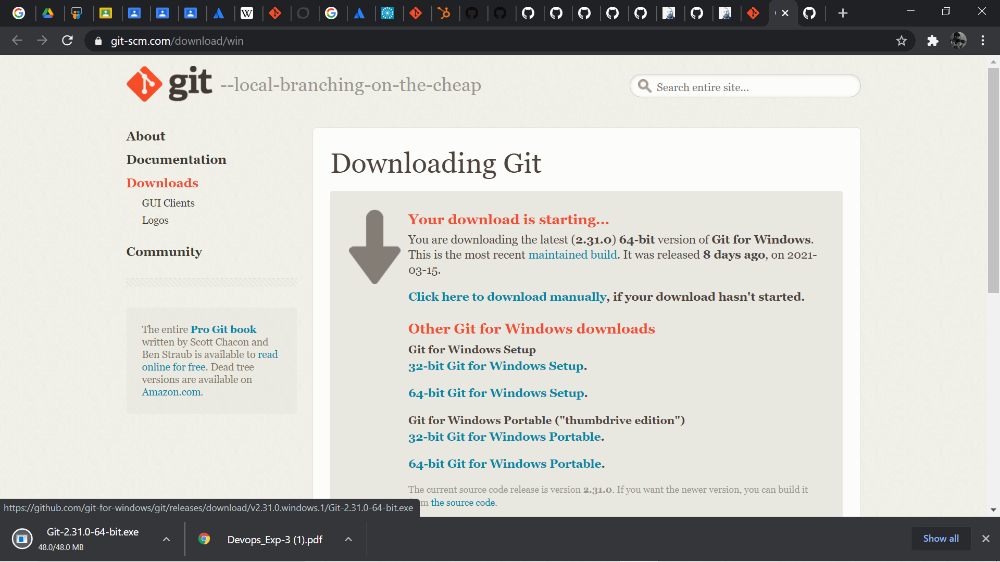 W
git-scm.com/download/win
git --local-branching-on-the-cheap
Search entire site...
About
Documentation
Downloads
GUI Clients
Logos
Community
The entire Pro Git book
written by Scott Chacon and
Ben Straub is available to read
online for free. Dead tree
versions are available on
Amazon.com.
Downloading Git
Your download is starting...
You are downloading the latest (2.31.0) 64-bit version of Git for Windows.
This is the most recent maintained build. It was released 8 days ago, on 2021-
03-15.
Click here to download manually, if your download hasn't started.
Other Git for Windows downloads
Git for Windows Setup
32-bit Git for Windows Setup.
64-bit Git for Windows Setup.
Git for Windows Portable ("thumbdrive edition")
32-bit Git for Windows Portable.
64-bit Git for Windows Portable.
The current source code release is version 2.31.0. If you want the newer version, you can build it
the source code.
https://github.com/git-for-windows/git/releases/download/v2.31.0.windows.1/Git-2.31.0-64-bit.exe
Git-2.31.0-64-bit.exe
48.0/48.0 MB
Devops_Exp-3 (1).pdf
Show all